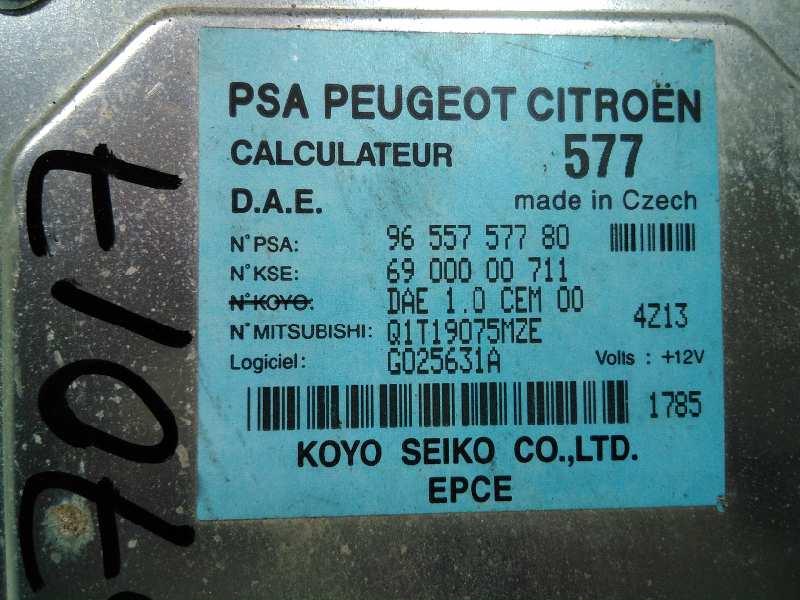 PSA PEUGEOT CITROËN
CALCULATEUR 577
D.A.E. made in Czech
N°PSA: 96 557 577 80
N°KSE: 69 000 00 711
N°KOYO: DAE 1.0 CEM 00
N°MITSUBISHI: Q1T19075MZE 4Z13
Logiciel: G025631A Volts : +12V
1785
KOYO SEIKO CO.,LTD.
EPCE
7017